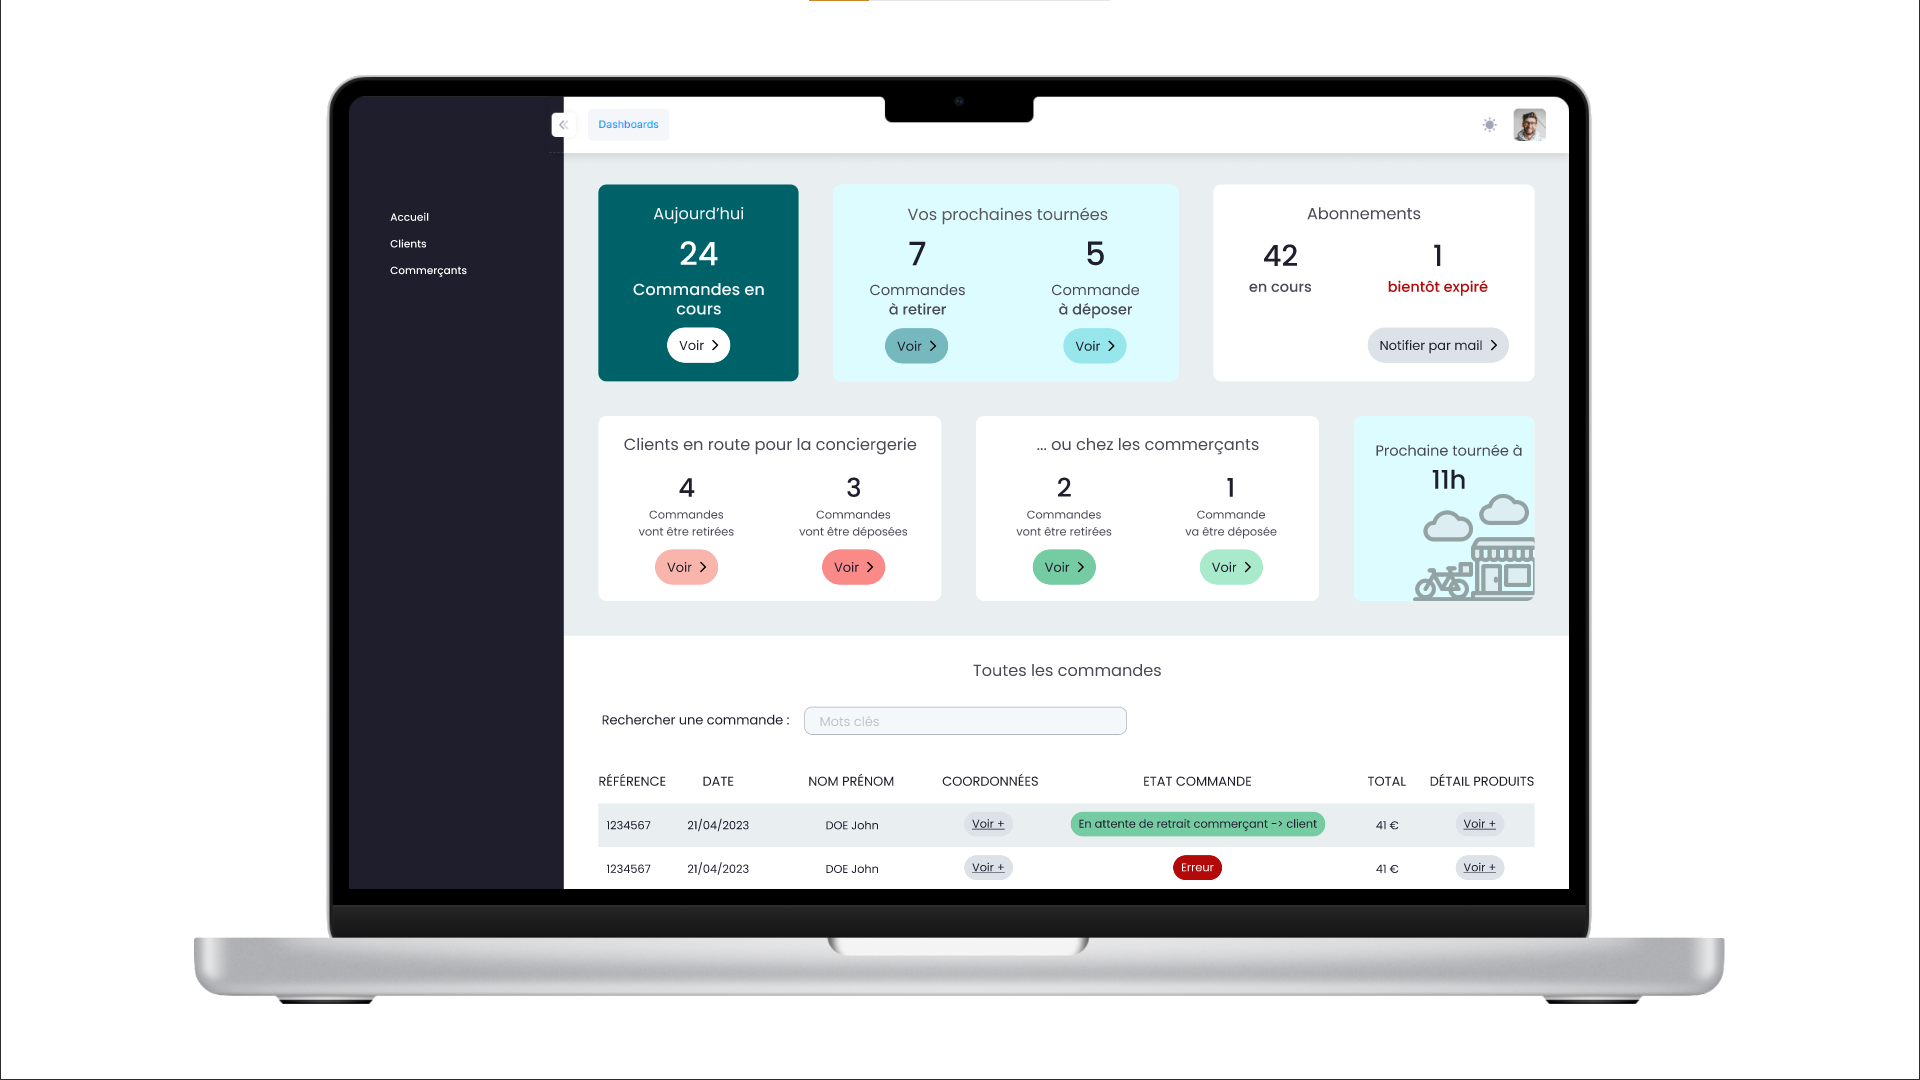 Dashboards
Accueil
Clients
Commerçants
Aujourd'hui
24
Commandes en
cours
Voir
Vos prochaines tournées
7
Commandes
à retirer
Voir
5
Commande
à déposer
Voir
Abonnements
42
en cours
1
bientôt expiré
Notifier par mail
Clients en route pour la conciergerie
4
Commandes
vont être retirées
Voir
3
Commandes
vont être déposées
Voir
... ou chez les commerçants
2
Commandes
vont être retirées
Voir
1
Commande
va être déposée
Voir
Prochaine tournée à
11h
Toutes les commandes
Rechercher une commande :
Mots clés
RÉFÉRENCE DATE NOM PRÉNOM COORDONNÉES ETAT COMMANDE TOTAL DÉTAIL PRODUITS
1234567 21/04/2023 DOE John Voir + En attente de retrait commerçant -> client 41 € Voir +
1234567 21/04/2023 DOE John Voir + Erreur 41 € Voir +